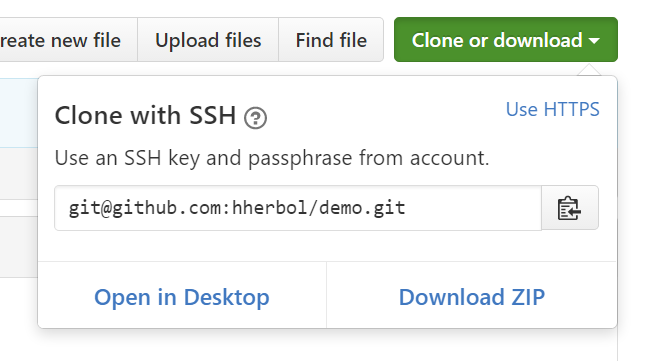 reate new file Upload files Find file Clone or download
Clone with SSH ?
Use HTTPS
Use an SSH key and passphrase from account.
git@github.com:hherbol/demo.git
Open in Desktop Download ZIP